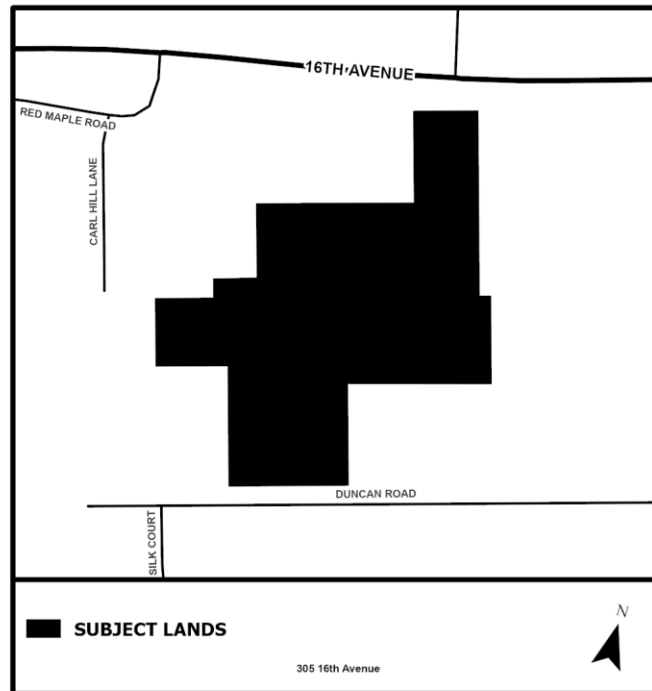 16TH AVENUE
RED MAPLE ROAD
CARL HILL LANE
DUNCAN ROAD
SILK COURT
SUBJECT LANDS
N
305 16th Avenue